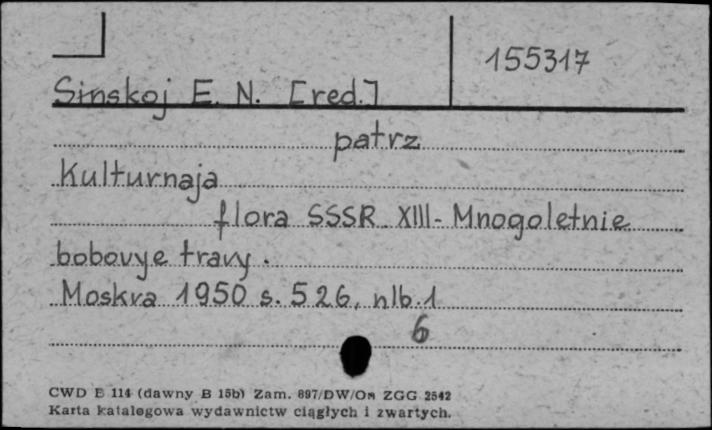 155317
Sinskoj E. N. [red.]
patrz
Kulturnaja
flora SSSR. XIII - Mnogoletnie
bobovye travy.
Moskva 1950 s. 526, nlb. 1
6
CWD E 114 (dawny B 15b) Zam. 897/DW/Om ZGG 2542
Karta katalogowa wydawnictw ciągłych i zwartych.